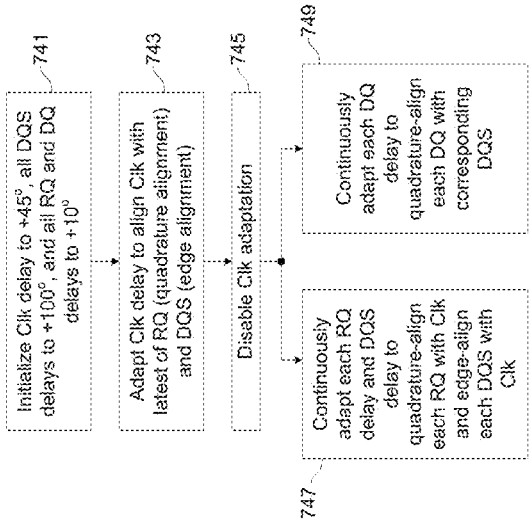 741
Initialize Clk delay to +45°, all DQS
delays to +100°, and all RQ and DQ
delays to +10°
743
Adapt Clk delay to align Clk with
latest of RQ (quadrature alignment)
and DQS (edge alignment)
745
Disable Clk adaptation
747
Continuously
adapt each RQ
delay and DQS
delay to
quadrature-align
each RQ with Clk
and edge-align
each DQS with
Clk
749
Continuously
adapt each DQ
delay to
quadrature-align
each DQ with
corresponding
DQS